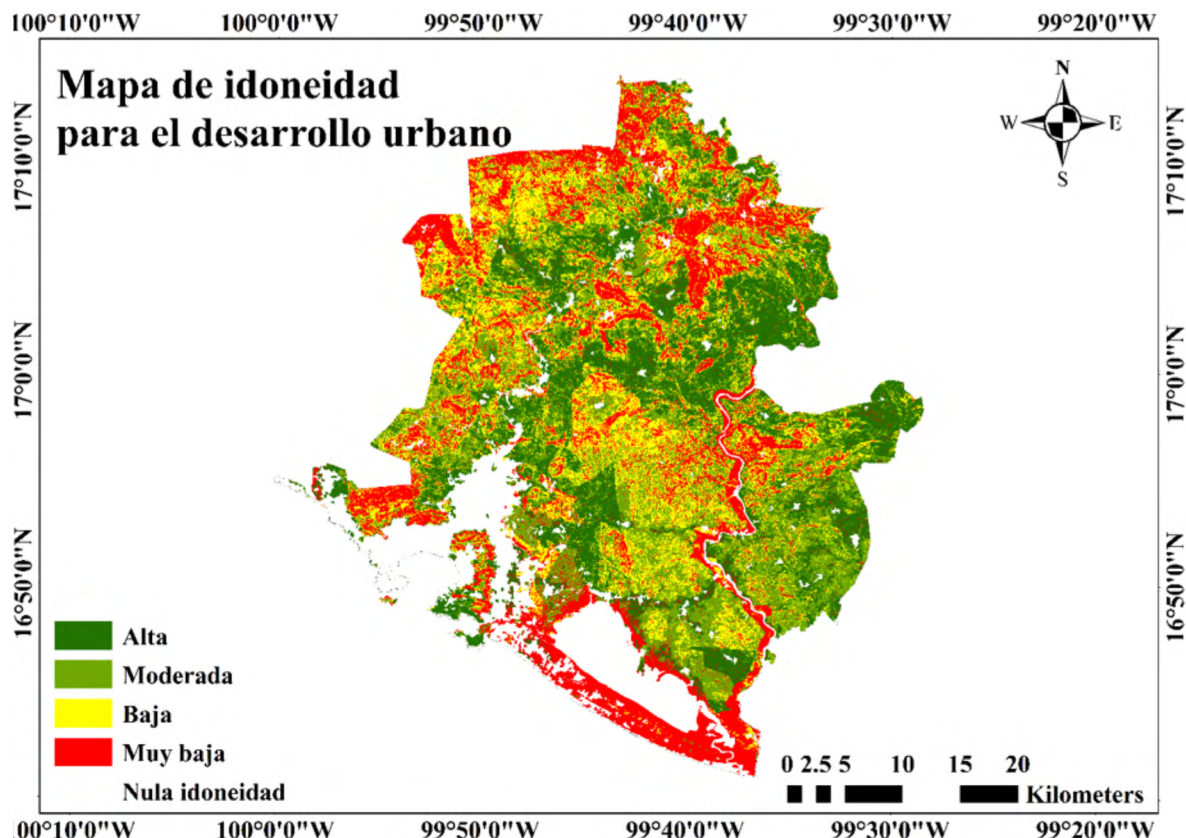 100°10'0"W 100°0'0"W 99°50'0"W 99°40'0"W 99°30'0"W 99°20'0"W
Mapa de idoneidad
para el desarrollo urbano
N
W E
S
17°10'0"N 17°10'0"N
17°0'0"N 17°0'0"N
16°50'0"N 16°50'0"N
Alta
Moderada
Baja
Muy baja
Nula idoneidad
0 2.5 5 10 15 20
Kilometers
00°10'0"W 100°0'0"W 99°50'0"W 99°40'0"W 99°30'0"W 99°20'0"W